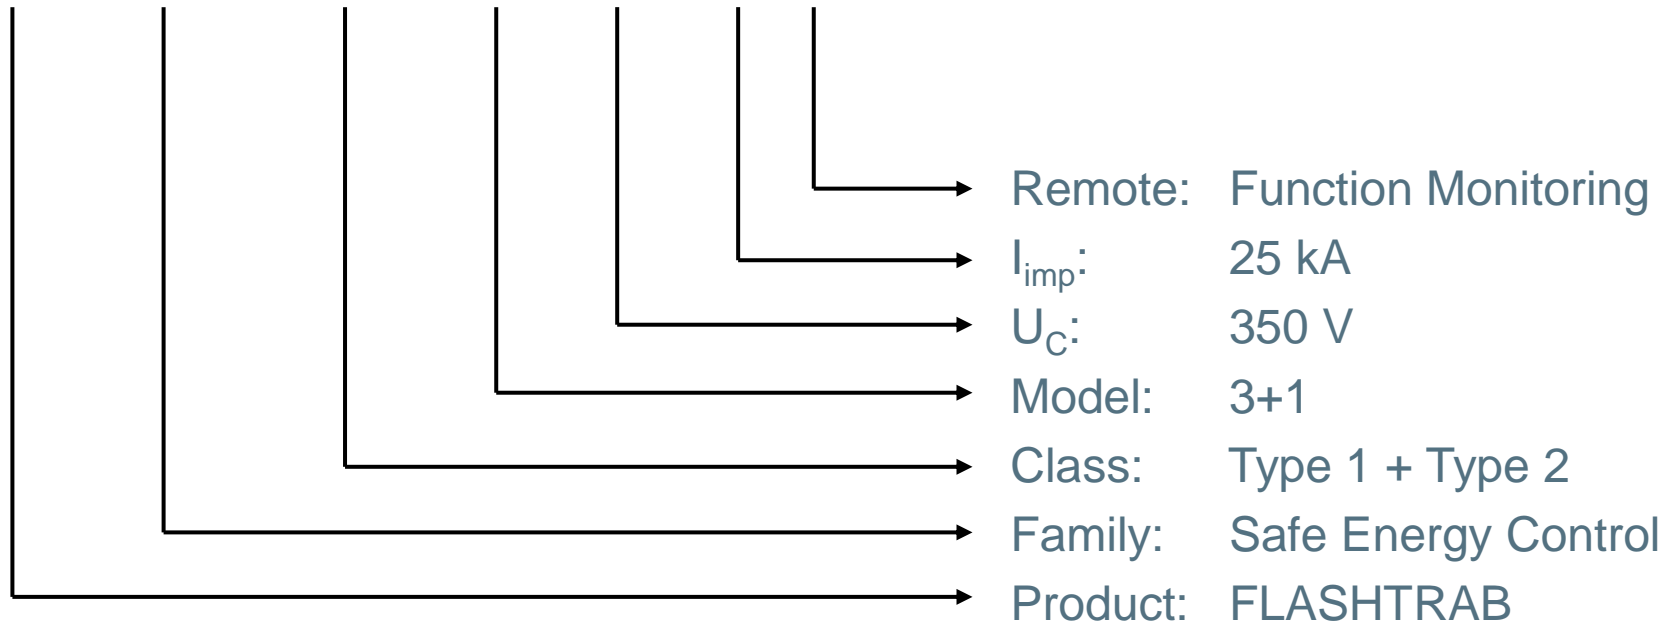 Remote: Function Monitoring
Iimp: 25 kA
UC: 350 V
Model: 3+1
Class: Type 1 + Type 2
Family: Safe Energy Control
Product: FLASHTRAB